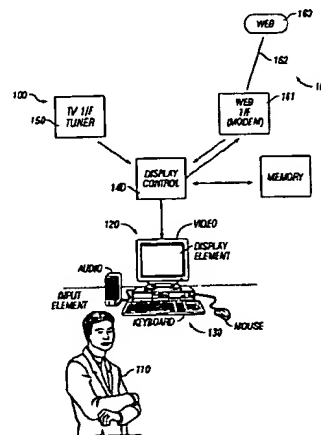 163
WEB
162
100
TV I/F
TUNER
150
WEB
I/F
(MODEM)
161
DISPLAY
CONTROL
140
MEMORY
120
VIDEO
DISPLAY
ELEMENT
AUDIO
INPUT
ELEMENT
KEYBOARD
MOUSE
130
110